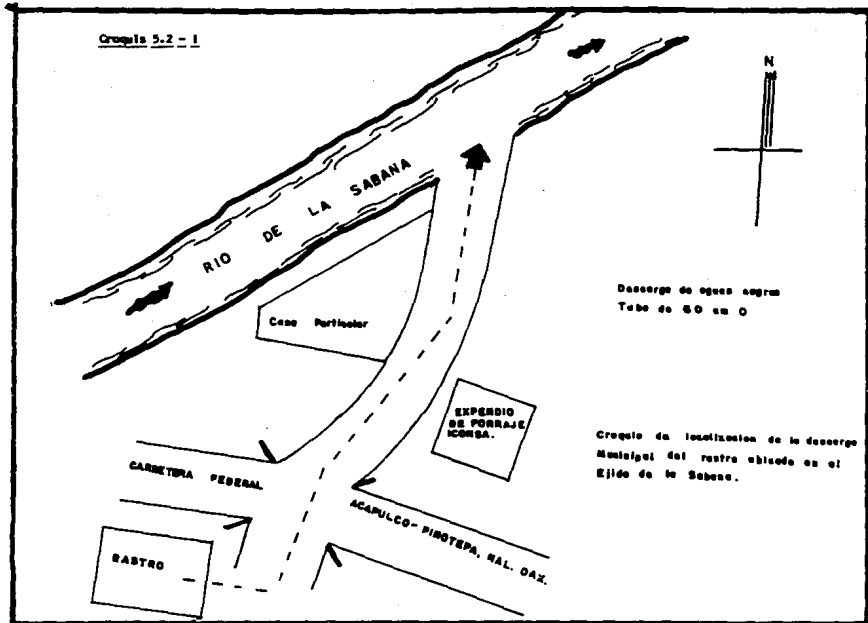 Croquis 5.2 - 1
N
RIO DE LA SABANA
Casa Particular
Descarga de aguas negras
Tubo de 60 cm O
EXPENDIO
DE FORRAJE
ICONSA.
Croquis de localizacion de la descarga
Municipal del rastro ubicado en el
Ejido de la Sabana.
CARRETERA FEDERAL
ACAPULCO-PINOTEPA, NAL. OAX.
RASTRO